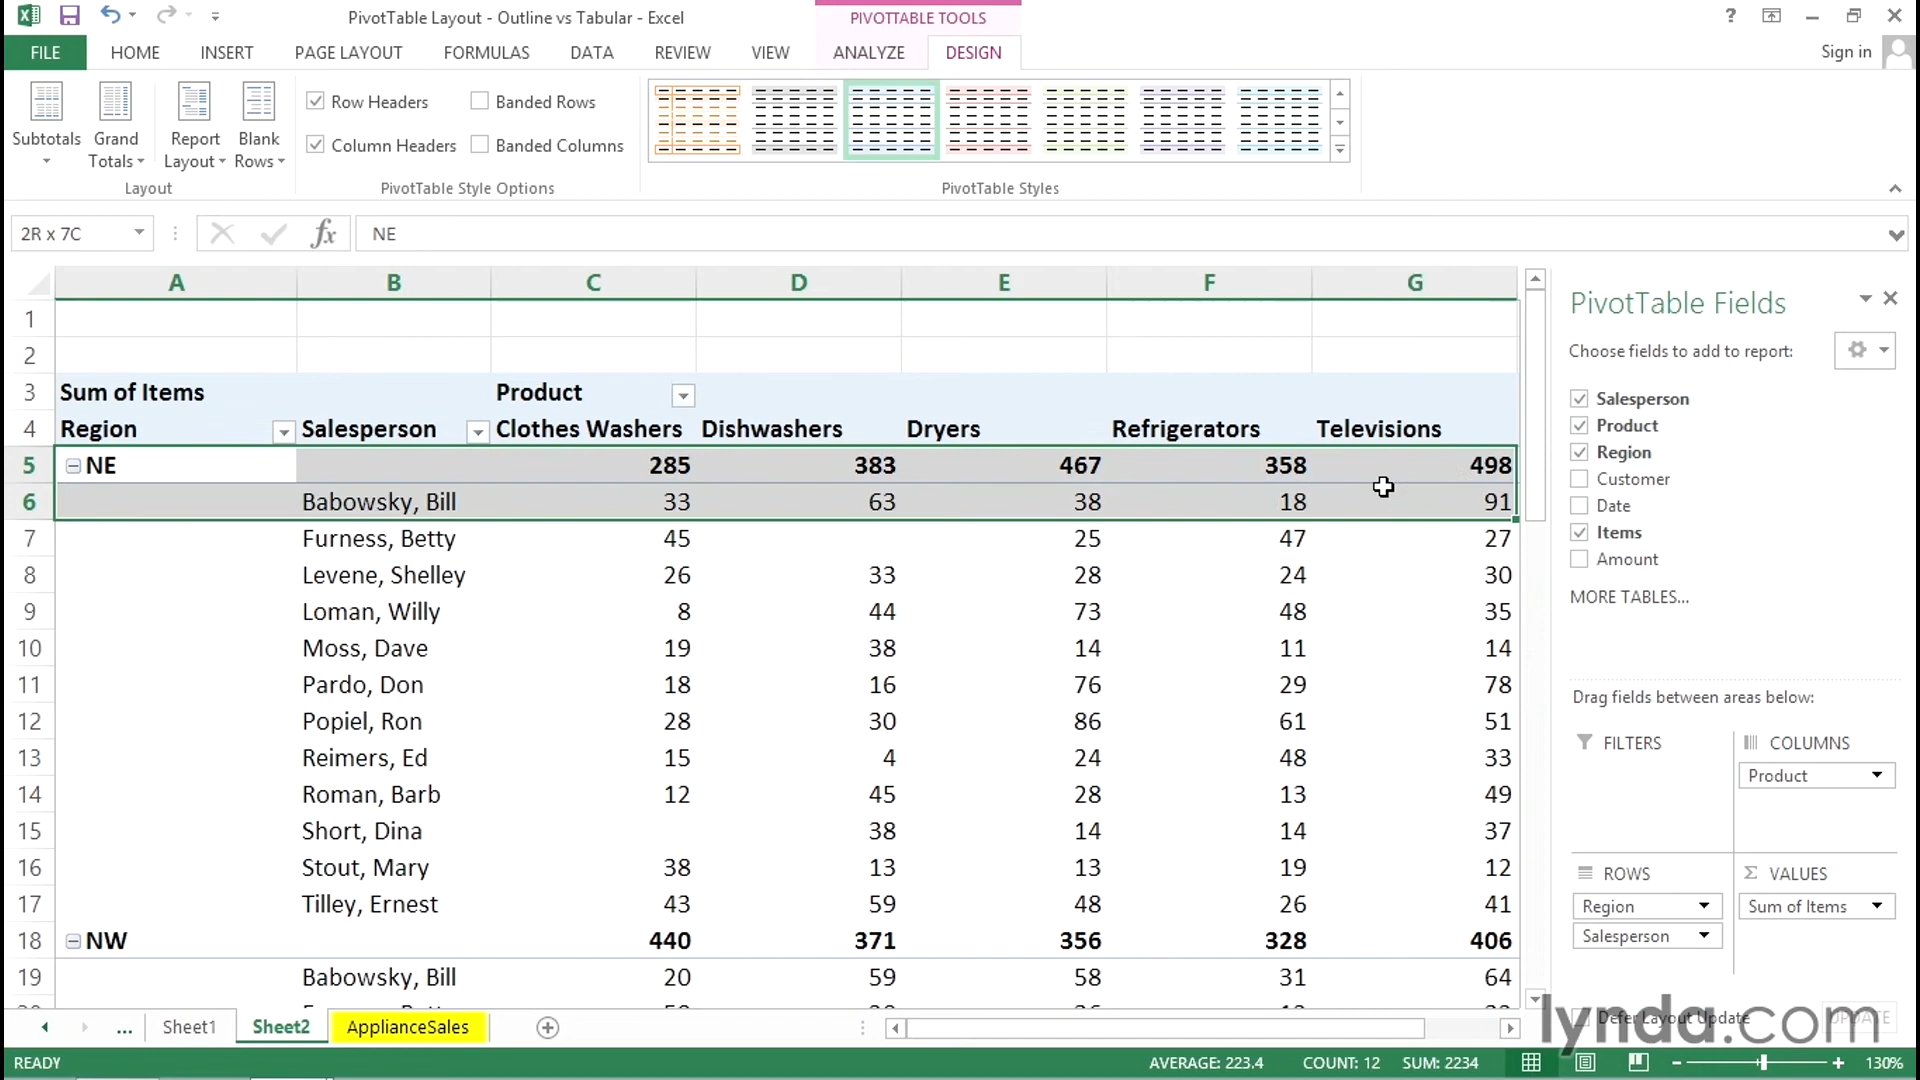 PivotTable Layout - Outline vs Tabular - Excel
PIVOTTABLE TOOLS
?
FILE HOME INSERT PAGE LAYOUT FORMULAS DATA REVIEW VIEW ANALYZE DESIGN Sign in
Subtotals
Grand Totals
Report Layout
Blank Rows
Layout
Row Headers Banded Rows
Column Headers Banded Columns
PivotTable Style Options
PivotTable Styles
2R x 7C fx NE
A B C D E F G
1
2
3 Sum of Items Product
4 Region Salesperson Clothes Washers Dishwashers Dryers Refrigerators Televisions
5 NE 285 383 467 358 498
6 Babowsky, Bill 33 63 38 18 91
7 Furness, Betty 45 25 47 27
8 Levene, Shelley 26 33 28 24 30
9 Loman, Willy 8 44 73 48 35
10 Moss, Dave 19 38 14 11 14
11 Pardo, Don 18 16 76 29 78
12 Popiel, Ron 28 30 86 61 51
13 Reimers, Ed 15 4 24 48 33
14 Roman, Barb 12 45 28 13 49
15 Short, Dina 38 14 14 37
16 Stout, Mary 38 13 13 19 12
17 Tilley, Ernest 43 59 48 26 41
18 NW 440 371 356 328 406
19 Babowsky, Bill 20 59 58 31 64
PivotTable Fields
Choose fields to add to report:
Salesperson
Product
Region
Customer
Date
Items
Amount
MORE TABLES...
Drag fields between areas below:
FILTERS
COLUMNS
Product
ROWS
Region
Salesperson
VALUES
Sum of Items
Defer Layout Update UPDATE
lynda.com
... Sheet1 Sheet2 ApplianceSales
READY AVERAGE: 223.4 COUNT: 12 SUM: 2234 130%